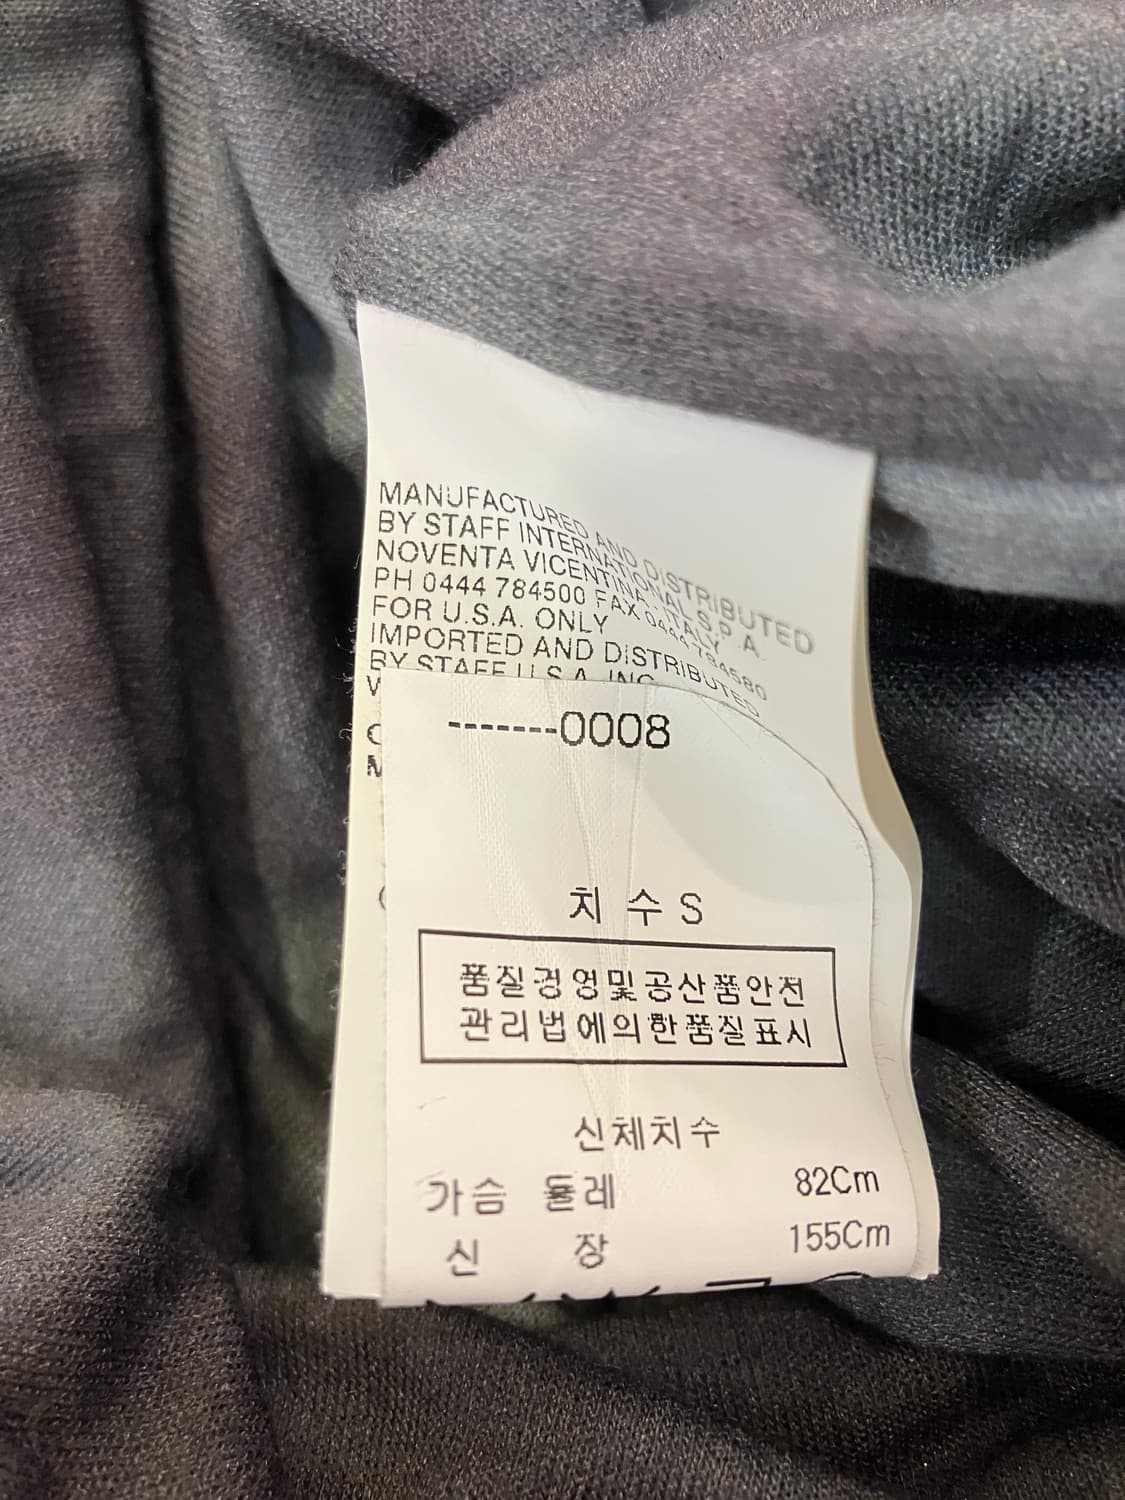 MANUFACTURED AND DISTRIBUTED
BY STAFF INTERNATIONAL S.P.A.
NOVENTA VICENTINA, ITALY
PH 0444 784500 FAX 0444 784580
FOR U.S.A. ONLY
IMPORTED AND DISTRIBUTED
BY STAFF U.S.A. INC
-------0008
치 수 S
품질경영및공산품안전
관리법에의한품질표시
신체치수
가슴 둘레 82Cm
신 장 155Cm